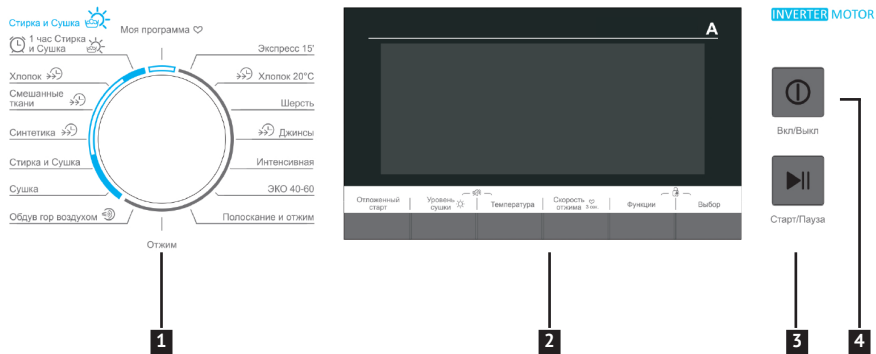 Стирка и Сушка
1 час Стирка
и Сушка
Хлопок
Смешанные
ткани
Синтетика
Стирка и Сушка
Сушка
Обдув гор воздухом
Моя программа
Экспресс 15'
Хлопок 20°C
Шерсть
Джинсы
Интенсивная
ЭКО 40-60
Полоскание и отжим
Отжим
A
Отложенный
старт
Уровень
сушки
Температура
Скорость
отжима 3 сек.
Функции
Выбор
INVERTER MOTOR
Вкл/Выкл
Старт/Пауза
1
2
3
4